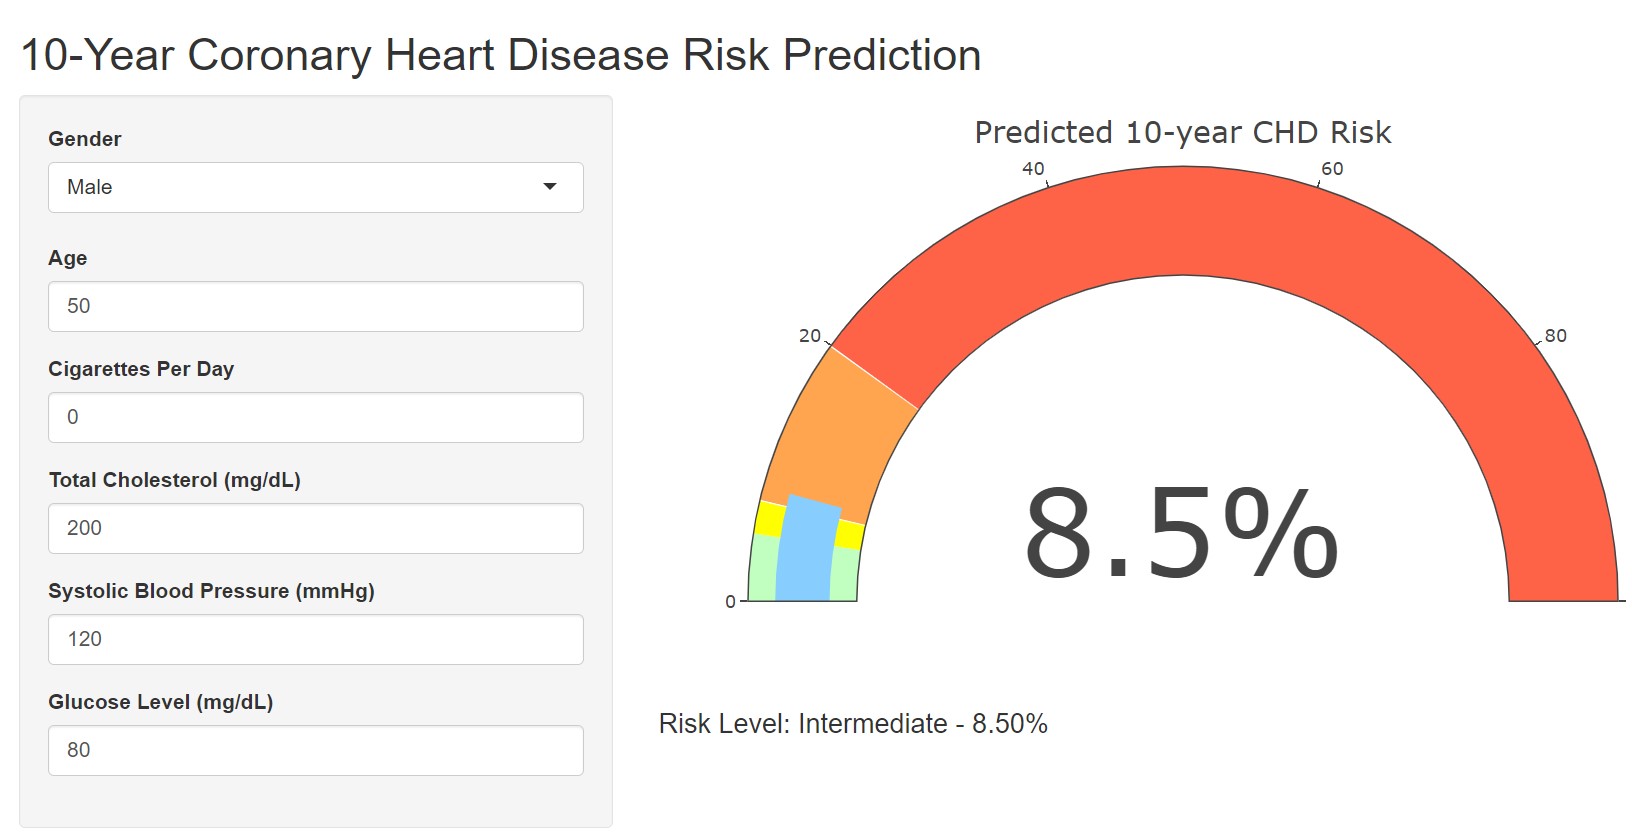 10-Year Coronary Heart Disease Risk Prediction
Gender
Male
Age
50
Cigarettes Per Day
0
Total Cholesterol (mg/dL)
200
Systolic Blood Pressure (mmHg)
120
Glucose Level (mg/dL)
80
Predicted 10-year CHD Risk
0
20
40
60
80
8.5%
Risk Level: Intermediate - 8.50%